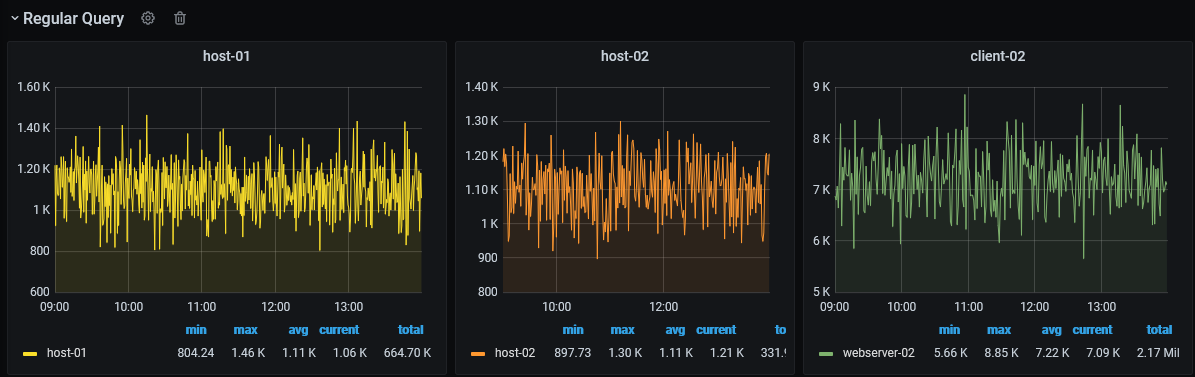 Regular Query
host-01
1.60 K
1.40 K
1.20 K
1 K
800
600
09:00 10:00 11:00 12:00 13:00
min max avg current total
host-01 804.24 1.46 K 1.11 K 1.06 K 664.70 K
host-02
1.40 K
1.30 K
1.20 K
1.10 K
1 K
900
800
10:00 12:00
min max avg current to
host-02 897.73 1.30 K 1.11 K 1.21 K 331.
client-02
9 K
8 K
7 K
6 K
5 K
09:00 10:00 11:00 12:00 13:00
min max avg current total
webserver-02 5.66 K 8.85 K 7.22 K 7.09 K 2.17 Mil